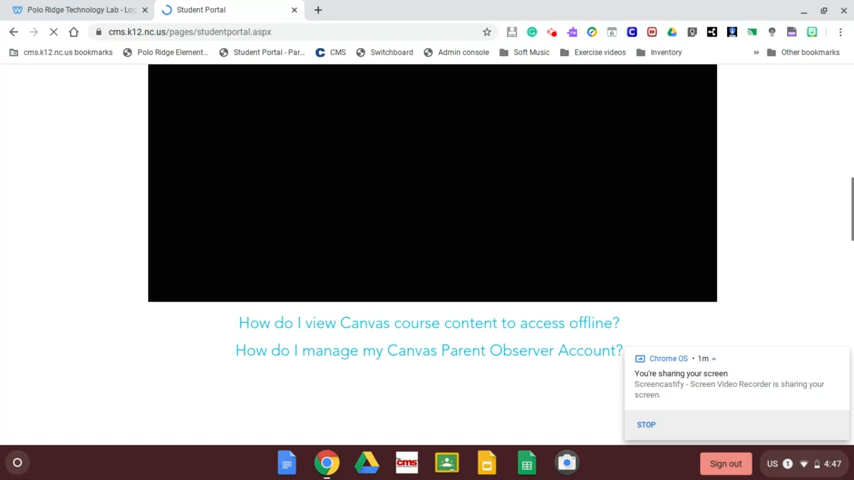 Polo Ridge Technology Lab - Log
Student Portal
cms.k12.nc.us/pages/studentportal.aspx
cms.k12.nc.us bookmarks Polo Ridge Element... Student Portal - Par... CMS Switchboard Admin console Soft Music Exercise videos Inventory » Other bookmarks
How do I view Canvas course content to access offline?
How do I manage my Canvas Parent Observer Account?
Chrome OS • 1m
You're sharing your screen
Screencastify - Screen Video Recorder is sharing your
screen.
STOP
cms
Sign out
US 1 4:47